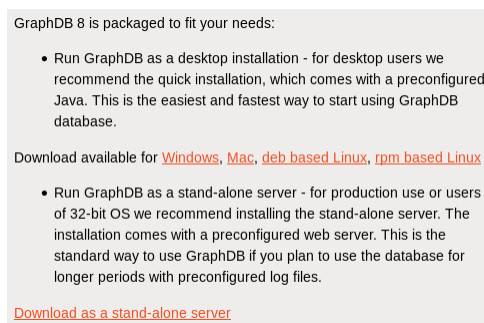 GraphDB 8 is packaged to fit your needs:
• Run GraphDB as a desktop installation - for desktop users we
recommend the quick installation, which comes with a preconfigured
Java. This is the easiest and fastest way to start using GraphDB
database.
Download available for Windows, Mac, deb based Linux, rpm based Linux
• Run GraphDB as a stand-alone server - for production use or users
of 32-bit OS we recommend installing the stand-alone server. The
installation comes with a preconfigured web server. This is the
standard way to use GraphDB if you plan to use the database for
longer periods with preconfigured log files.
Download as a stand-alone server